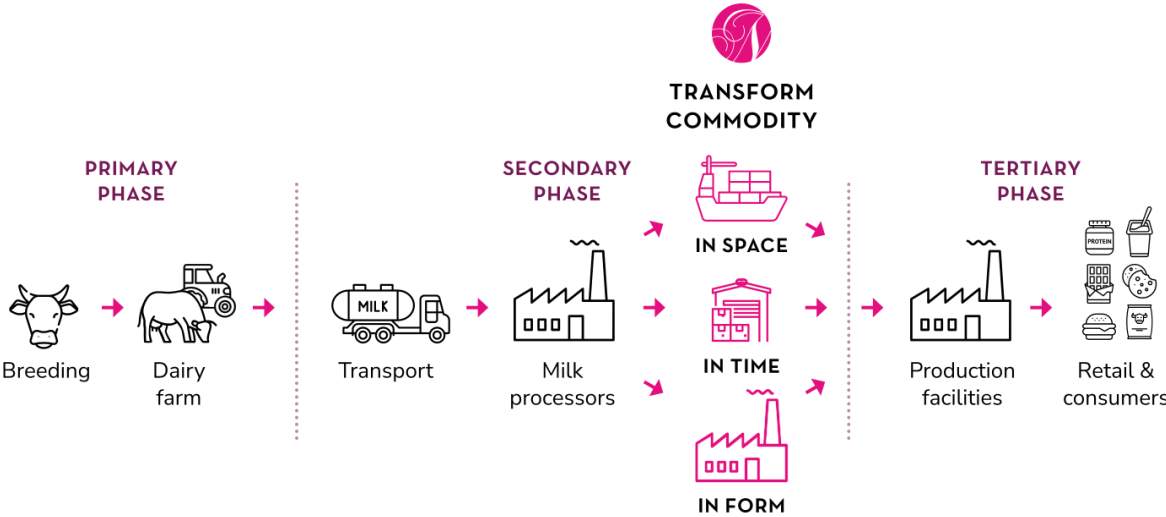 TRANSFORM
COMMODITY
PRIMARY
PHASE
SECONDARY
PHASE
TERTIARY
PHASE
IN SPACE
PROTEIN
MILK
Breeding
Dairy
farm
Transport
Milk
processors
IN TIME
Production
facilities
Retail &
consumers
IN FORM